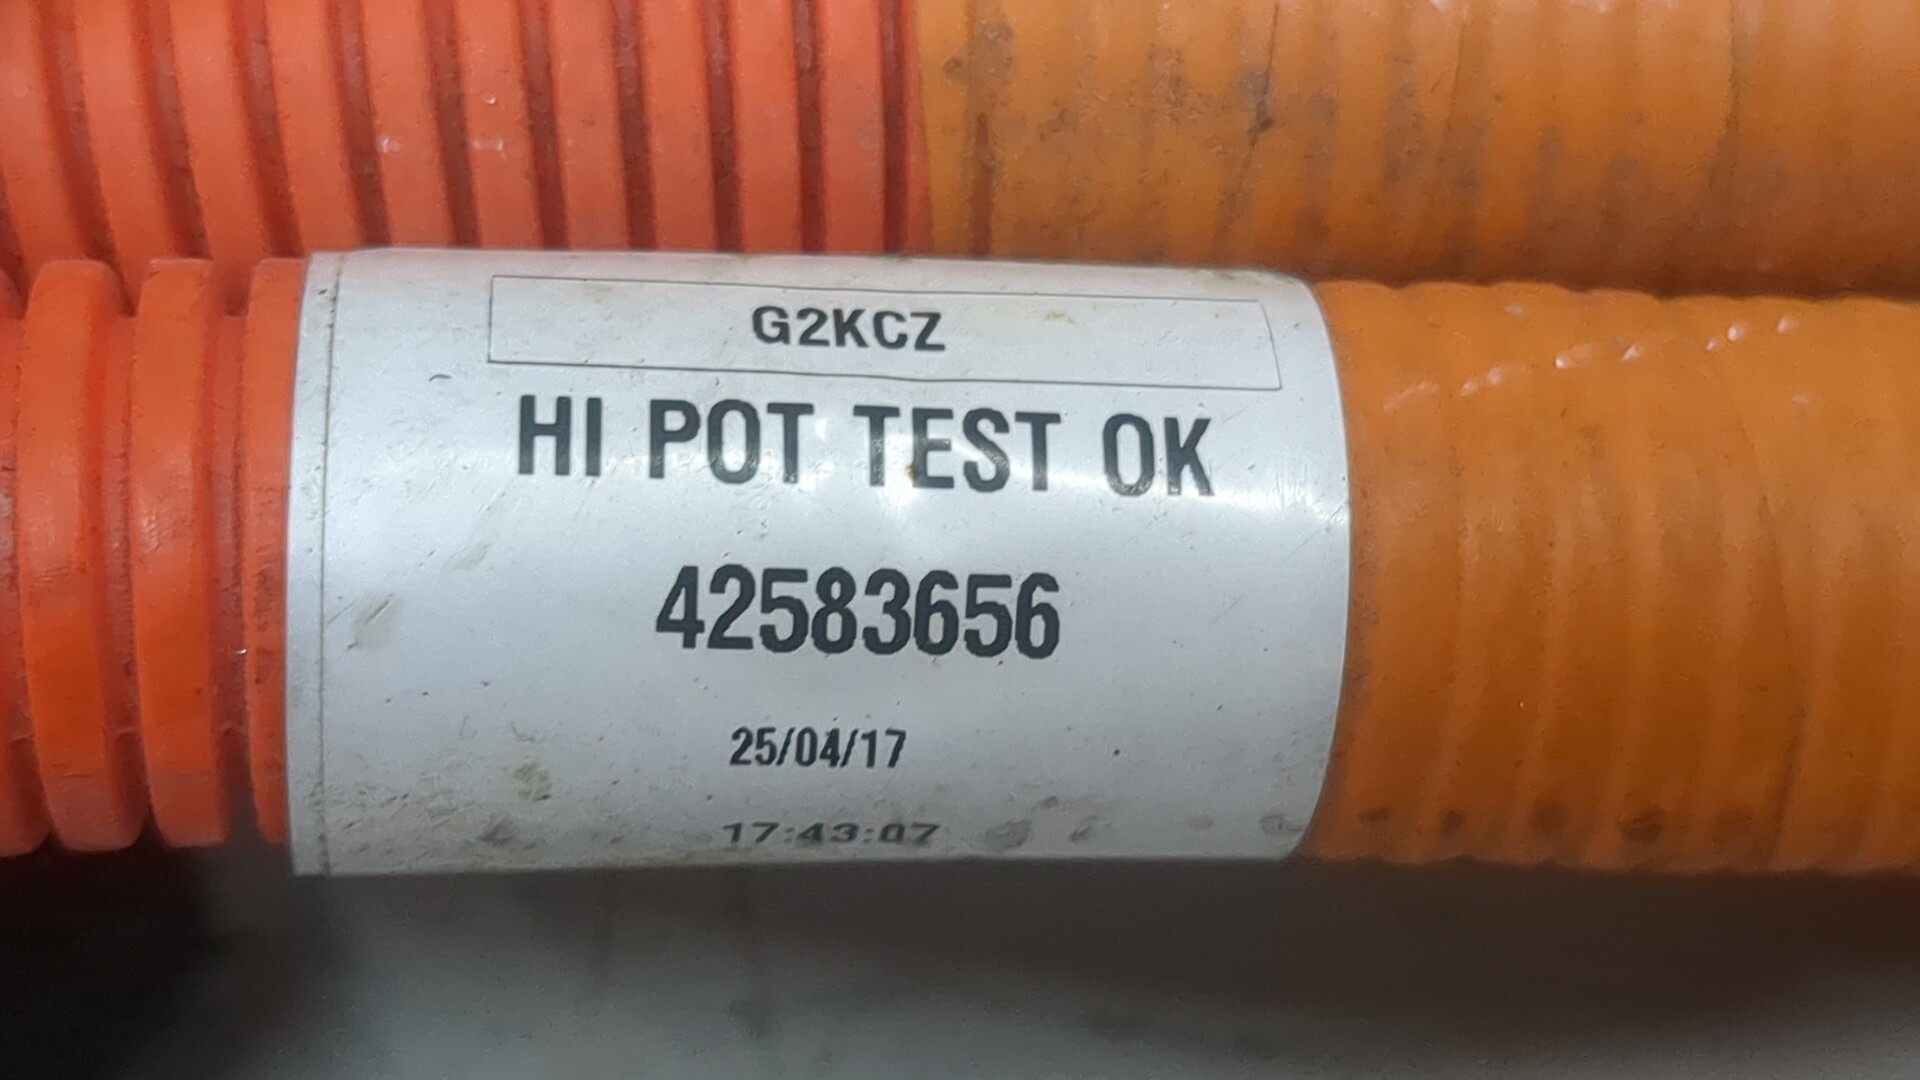 G2KCZ
HI POT TEST OK
42583656
25/04/17
17:43:07